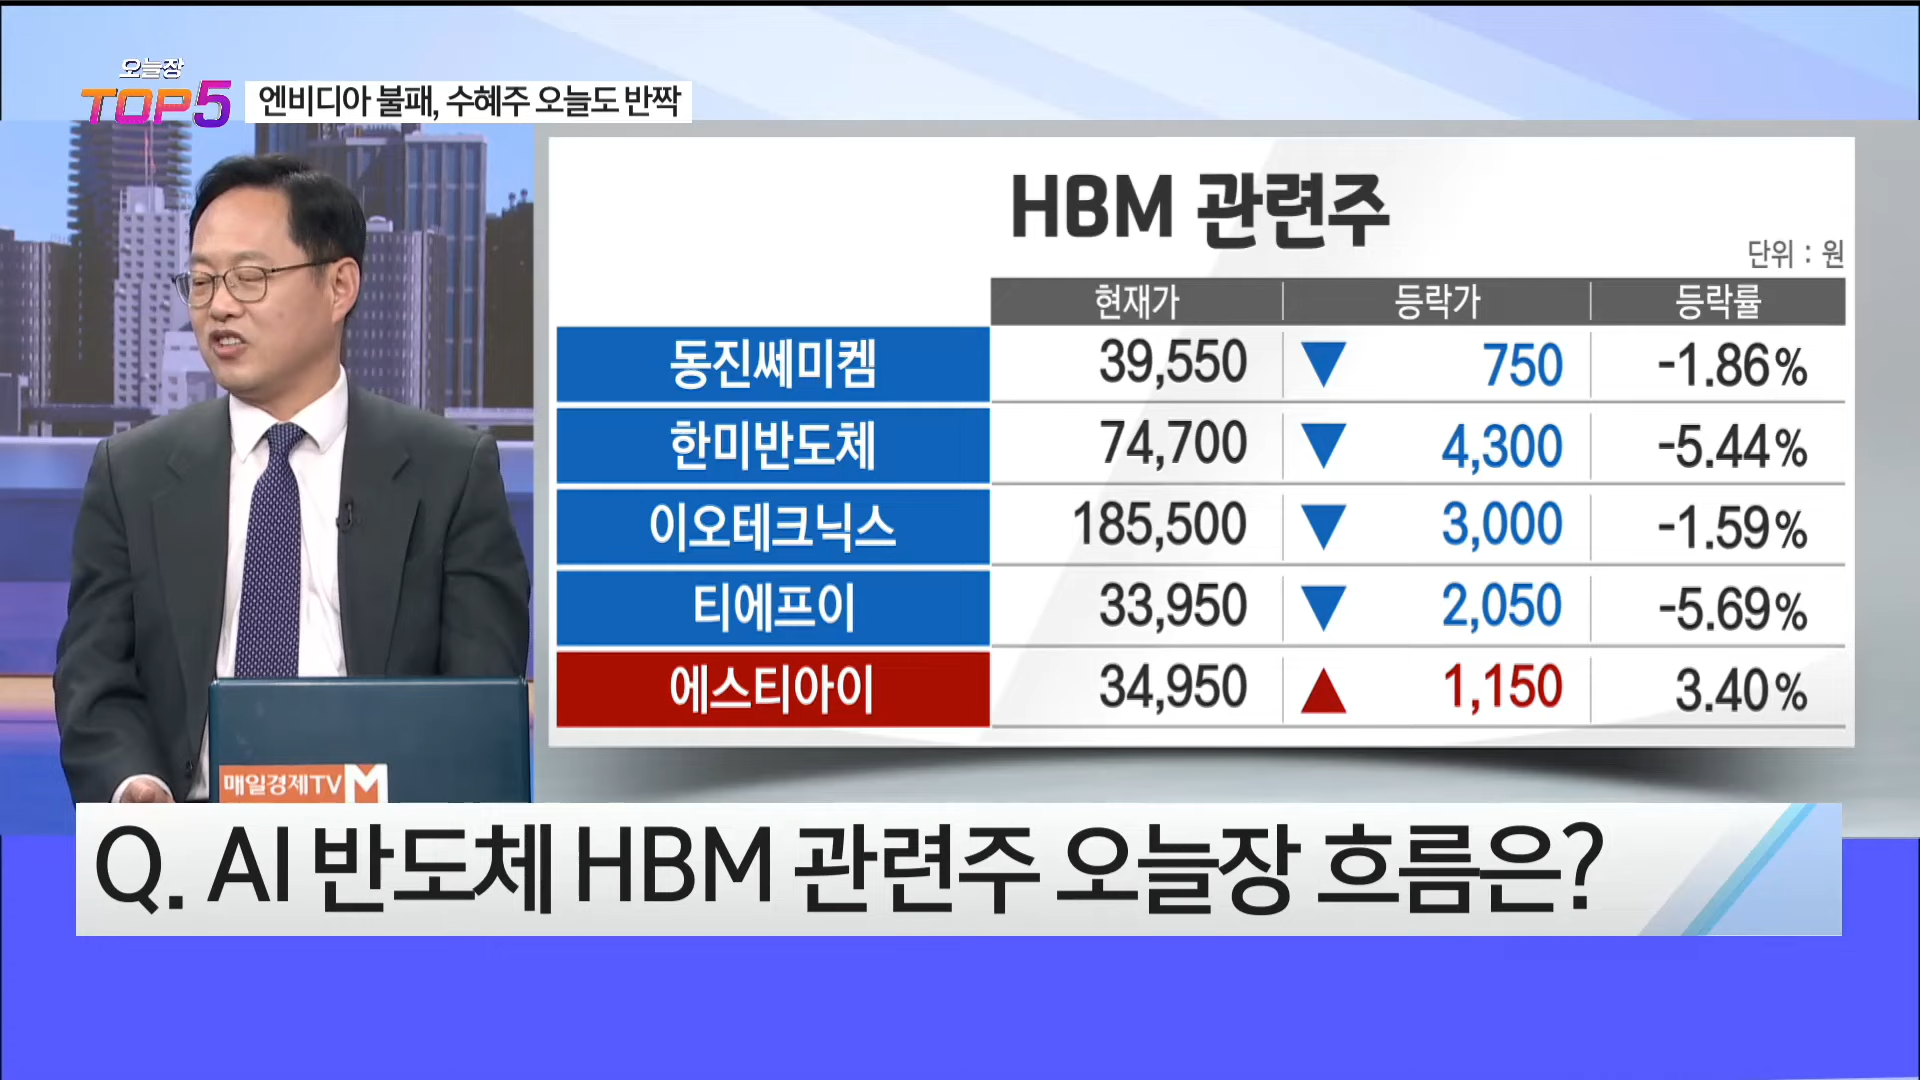 오늘장
TOP5
엔비디아 불패, 수혜주 오늘도 반짝
HBM 관련주
단위 : 원
현재가 등락가 등락률
동진쎄미켐 39,550 ▼ 750 -1.86%
한미반도체 74,700 ▼ 4,300 -5.44%
이오테크닉스 185,500 ▼ 3,000 -1.59%
티에프이 33,950 ▼ 2,050 -5.69%
에스티아이 34,950 ▲ 1,150 3.40%
매일경제TV M
Q. AI 반도체 HBM 관련주 오늘장 흐름은?